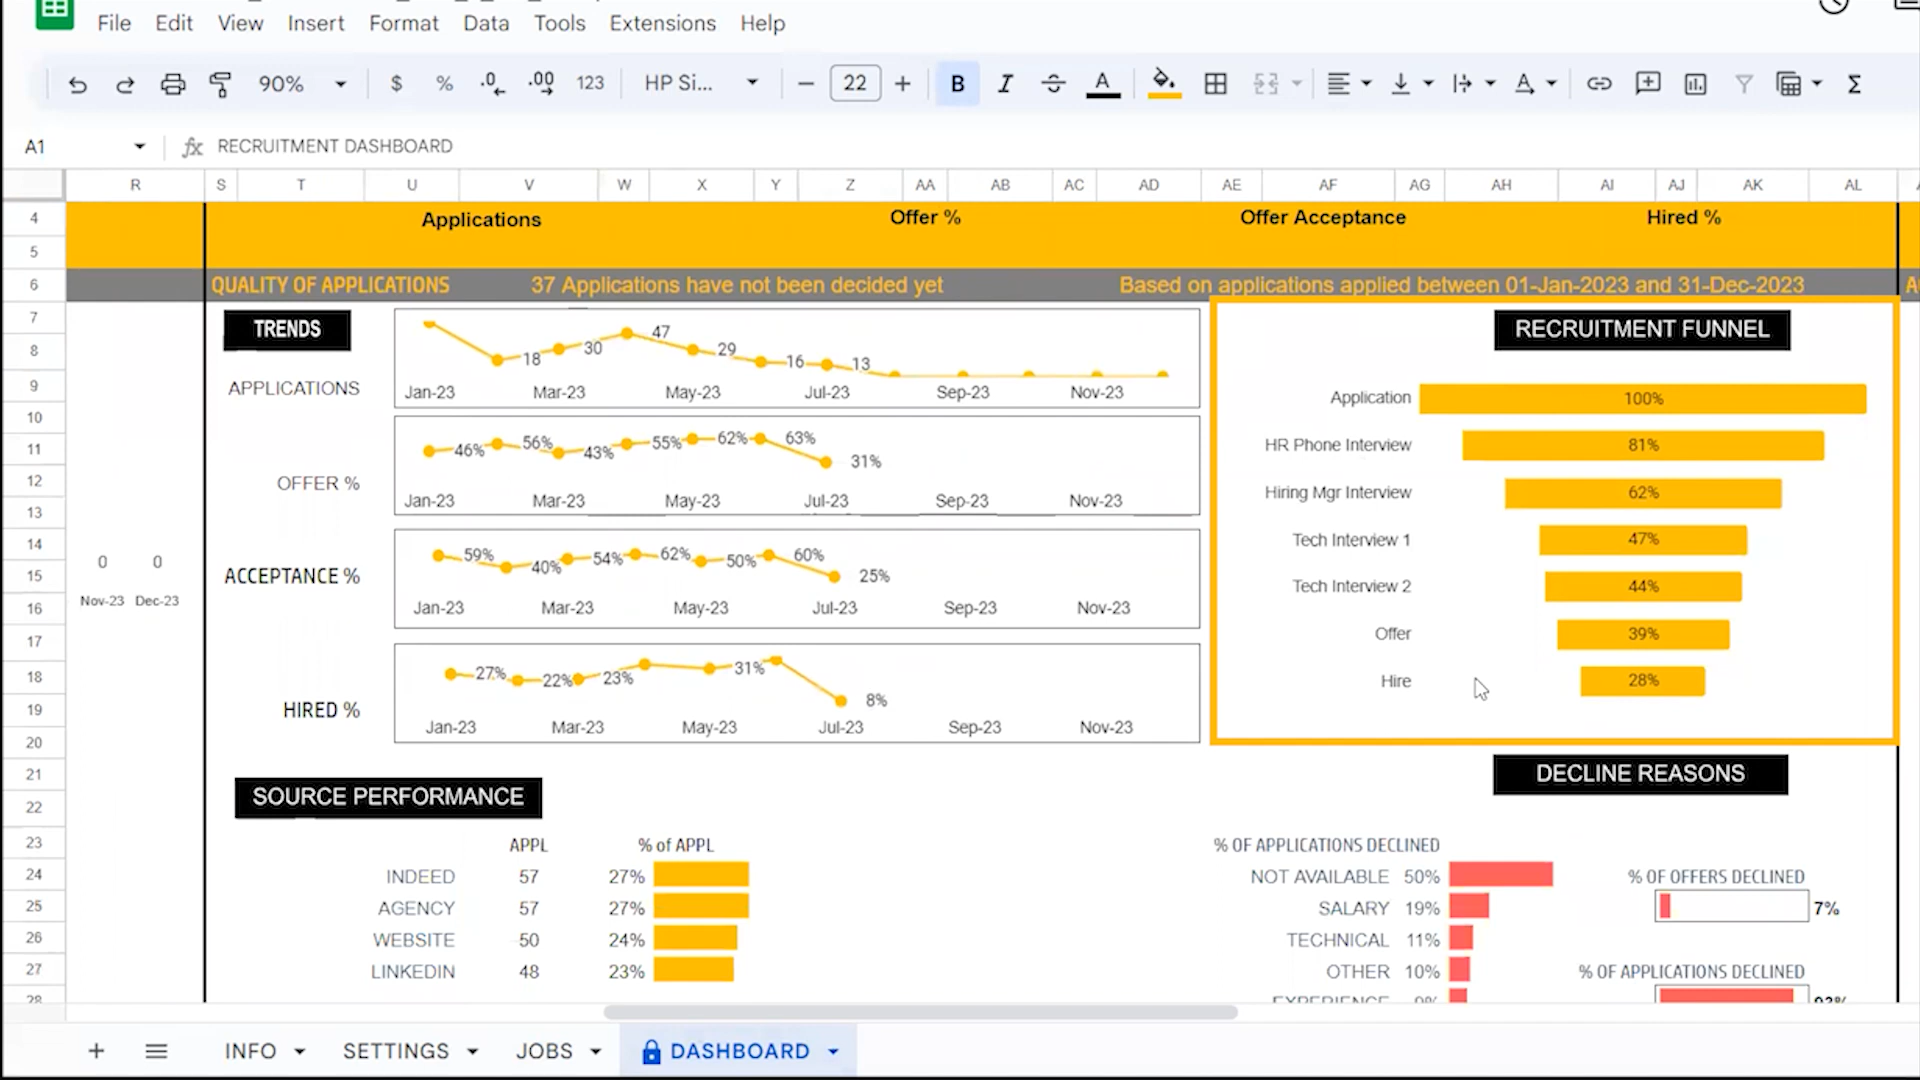 File Edit View Insert Format Data Tools Extensions Help
90% $ % .0 .00 123 HP Si... 22 B I A A Σ
A1 fx RECRUITMENT DASHBOARD
R S T U V W X Y Z AA AB AC AD AE AF AG AH AI AJ AK AL
4 Applications Offer % Offer Acceptance Hired %
5
6 QUALITY OF APPLICATIONS 37 Applications have not been decided yet Based on applications applied between 01-Jan-2023 and 31-Dec-2023
7
8
9
10
11
12
13
14
15
16
17
18
19
20
21
22
23
24
25
26
27
28
0 0
Nov-23 Dec-23
TRENDS
APPLICATIONS
18 30 47 29 16 13
Jan-23 Mar-23 May-23 Jul-23 Sep-23 Nov-23
OFFER %
46% 56% 43% 55% 62% 63% 31%
Jan-23 Mar-23 May-23 Jul-23 Sep-23 Nov-23
ACCEPTANCE %
59% 40% 54% 62% 50% 60% 25%
Jan-23 Mar-23 May-23 Jul-23 Sep-23 Nov-23
HIRED %
27% 22% 23% 31% 8%
Jan-23 Mar-23 May-23 Jul-23 Sep-23 Nov-23
RECRUITMENT FUNNEL
Application 100%
HR Phone Interview 81%
Hiring Mgr Interview 62%
Tech Interview 1 47%
Tech Interview 2 44%
Offer 39%
Hire 28%
SOURCE PERFORMANCE
APPL % of APPL
INDEED 57 27%
AGENCY 57 27%
WEBSITE 50 24%
LINKEDIN 48 23%
DECLINE REASONS
% OF APPLICATIONS DECLINED
NOT AVAILABLE 50%
SALARY 19%
TECHNICAL 11%
OTHER 10%
EXPERIENCE 9%
% OF OFFERS DECLINED
7%
% OF APPLICATIONS DECLINED
93%
INFO SETTINGS JOBS DASHBOARD